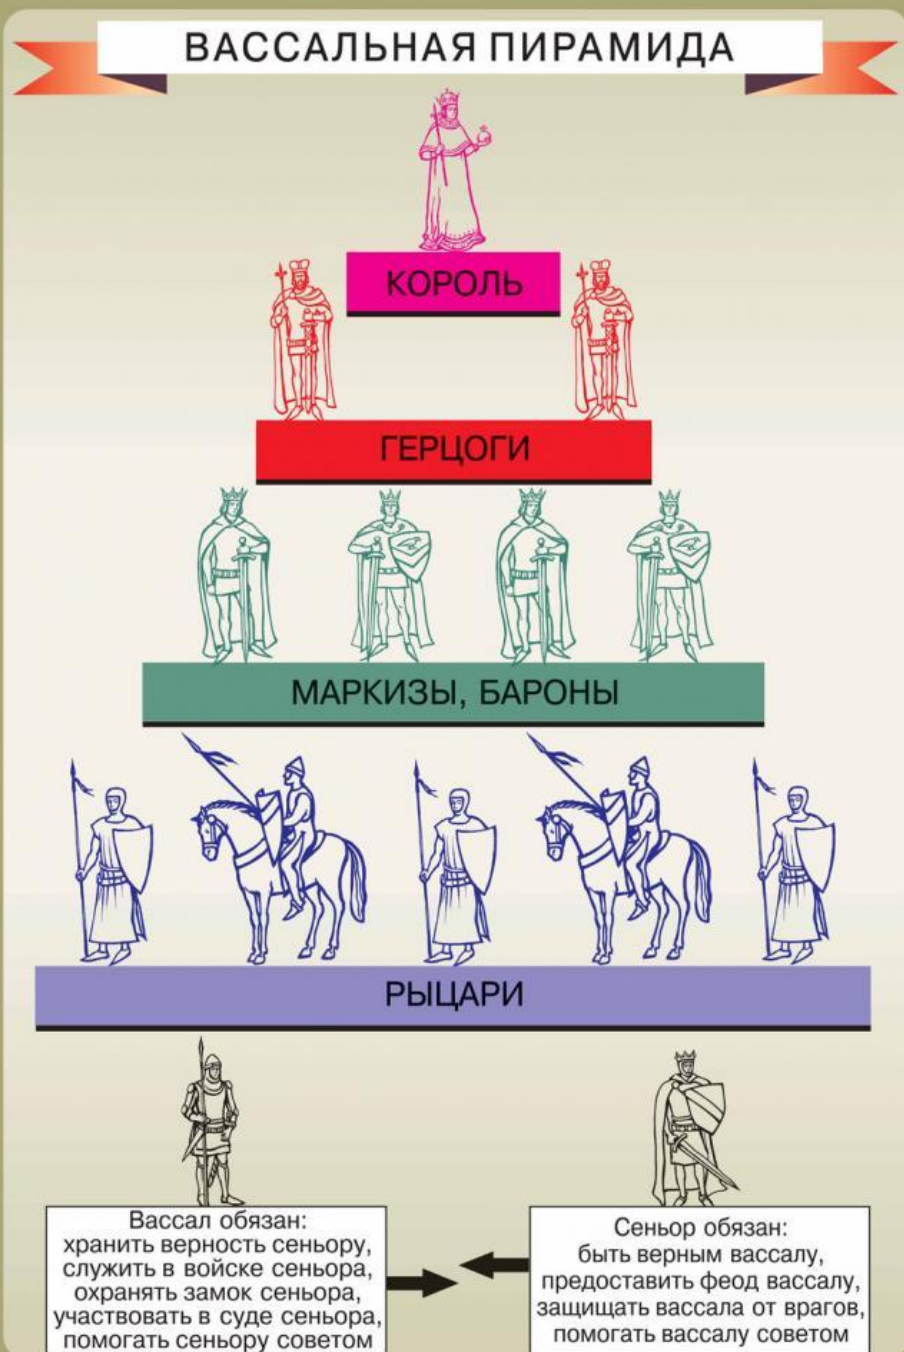 ВАССАЛЬНАЯ ПИРАМИДА
КОРОЛЬ
ГЕРЦОГИ
МАРКИЗЫ, БАРОНЫ
РЫЦАРИ
Вассал обязан:
хранить верность сеньору,
служить в войске сеньора,
охранять замок сеньора,
участвовать в суде сеньора,
помогать сеньору советом
Сеньор обязан:
быть верным вассалу,
предоставить феод вассалу,
защищать вассала от врагов,
помогать вассалу советом